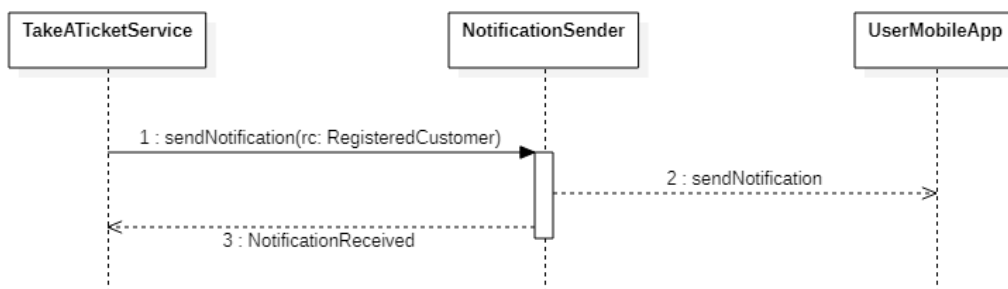 TakeATicketService
NotificationSender
UserMobileApp
1 : sendNotification(rc: RegisteredCustomer)
2 : sendNotification
3 : NotificationReceived